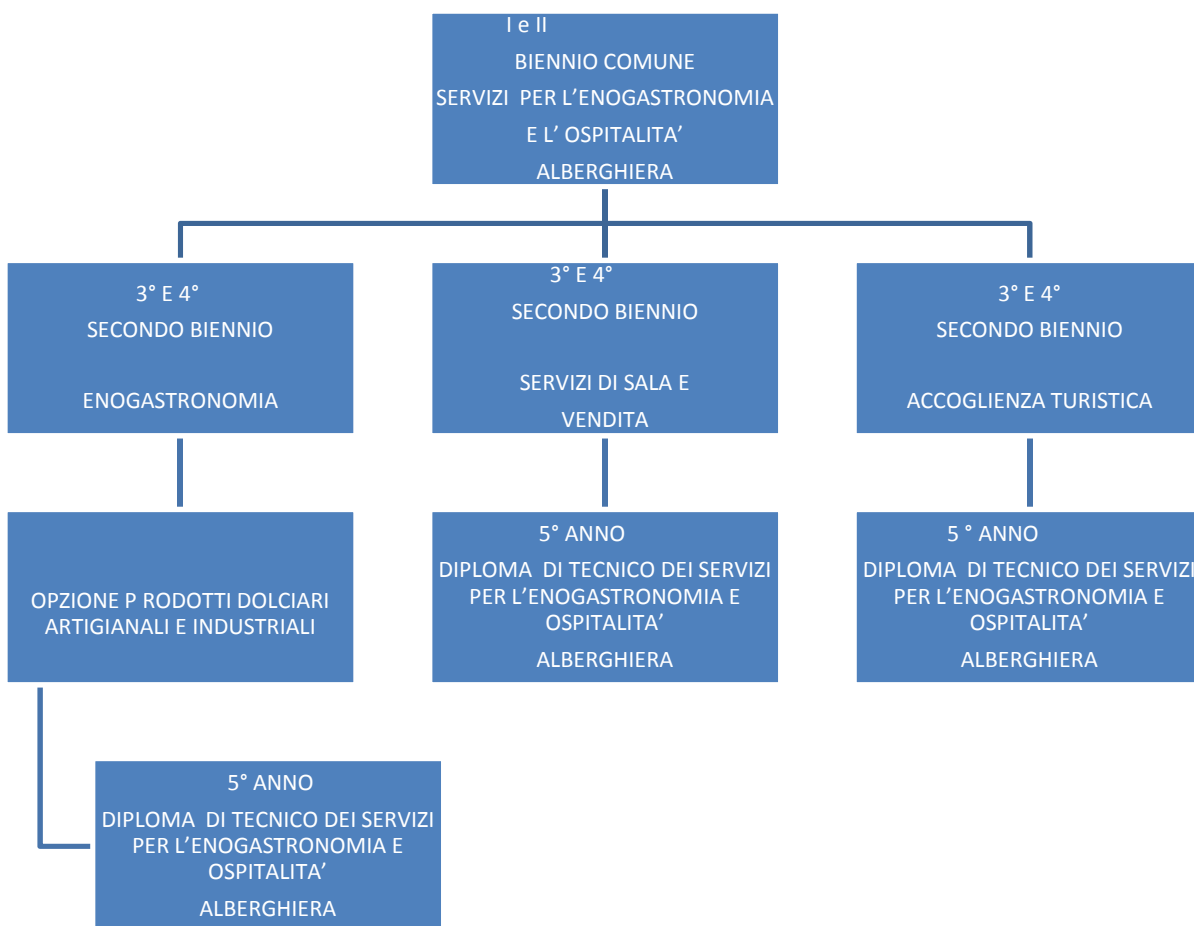 I e II
BIENNIO COMUNE
SERVIZI PER L'ENOGASTRONOMIA
E L' OSPITALITA'
ALBERGHIERA
3° E 4°
SECONDO BIENNIO
ENOGASTRONOMIA
3° E 4°
SECONDO BIENNIO
SERVIZI DI SALA E
VENDITA
3° E 4°
SECONDO BIENNIO
ACCOGLIENZA TURISTICA
OPZIONE P RODOTTI DOLCIARI
ARTIGIANALI E INDUSTRIALI
5° ANNO
DIPLOMA DI TECNICO DEI SERVIZI
PER L'ENOGASTRONOMIA E
OSPITALITA'
ALBERGHIERA
5 ° ANNO
DIPLOMA DI TECNICO DEI SERVIZI
PER L'ENOGASTRONOMIA E
OSPITALITA'
ALBERGHIERA
5° ANNO
DIPLOMA DI TECNICO DEI SERVIZI
PER L'ENOGASTRONOMIA E
OSPITALITA'
ALBERGHIERA